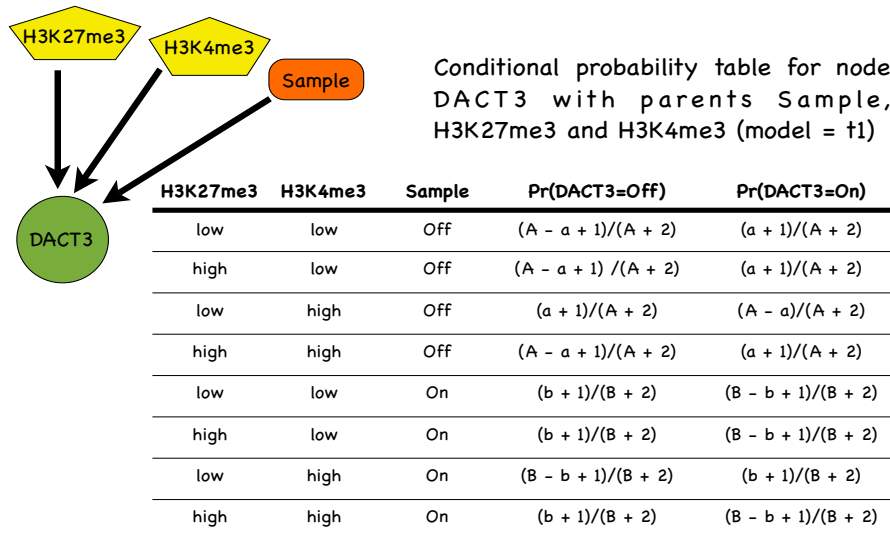 H3K27me3
H3K4me3
Sample
DACT3
Conditional probability table for node
DACT3 with parents Sample,
H3K27me3 and H3K4me3 (model = t1)
H3K27me3 H3K4me3 Sample Pr(DACT3=Off) Pr(DACT3=On)
low low Off (A - a + 1)/(A + 2) (a + 1)/(A + 2)
high low Off (A - a + 1) /(A + 2) (a + 1)/(A + 2)
low high Off (a + 1)/(A + 2) (A - a)/(A + 2)
high high Off (A - a + 1)/(A + 2) (a + 1)/(A + 2)
low low On (b + 1)/(B + 2) (B - b + 1)/(B + 2)
high low On (b + 1)/(B + 2) (B - b + 1)/(B + 2)
low high On (B - b + 1)/(B + 2) (b + 1)/(B + 2)
high high On (b + 1)/(B + 2) (B - b + 1)/(B + 2)